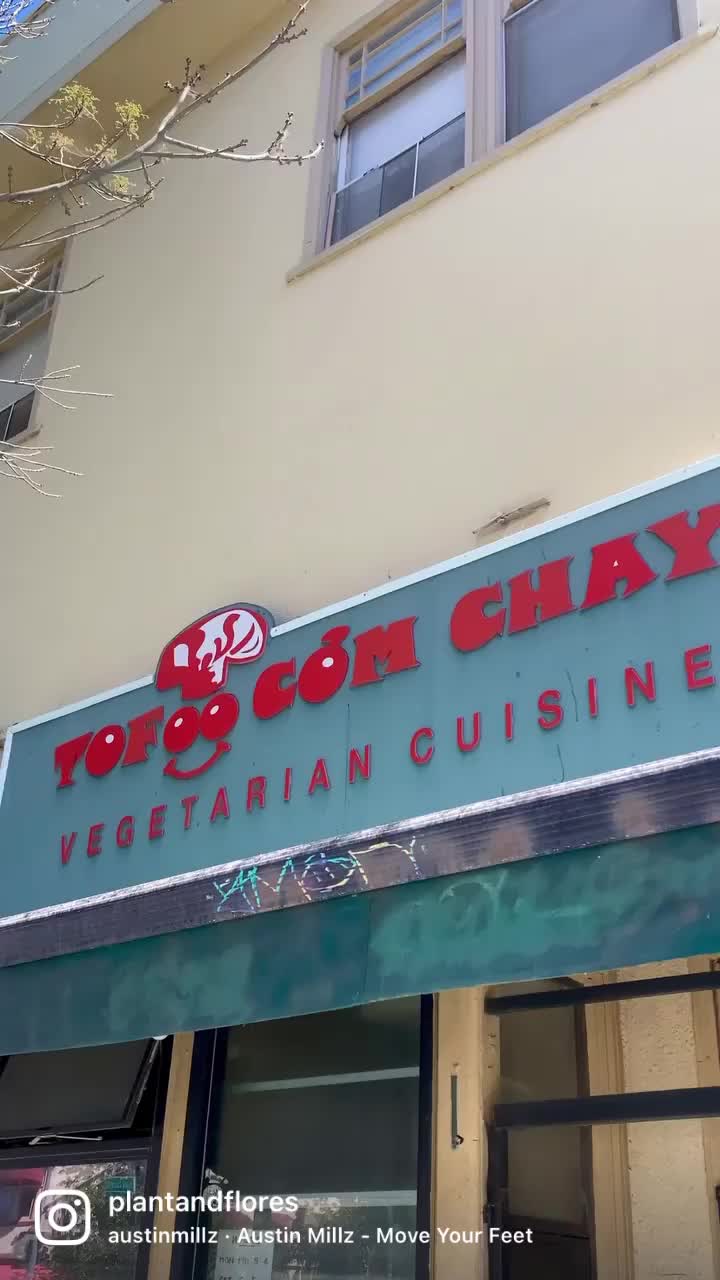 TOFOO CÓM CHAY
VEGETARIAN CUISINE
plantandflores
austinmillz · Austin Millz - Move Your Feet